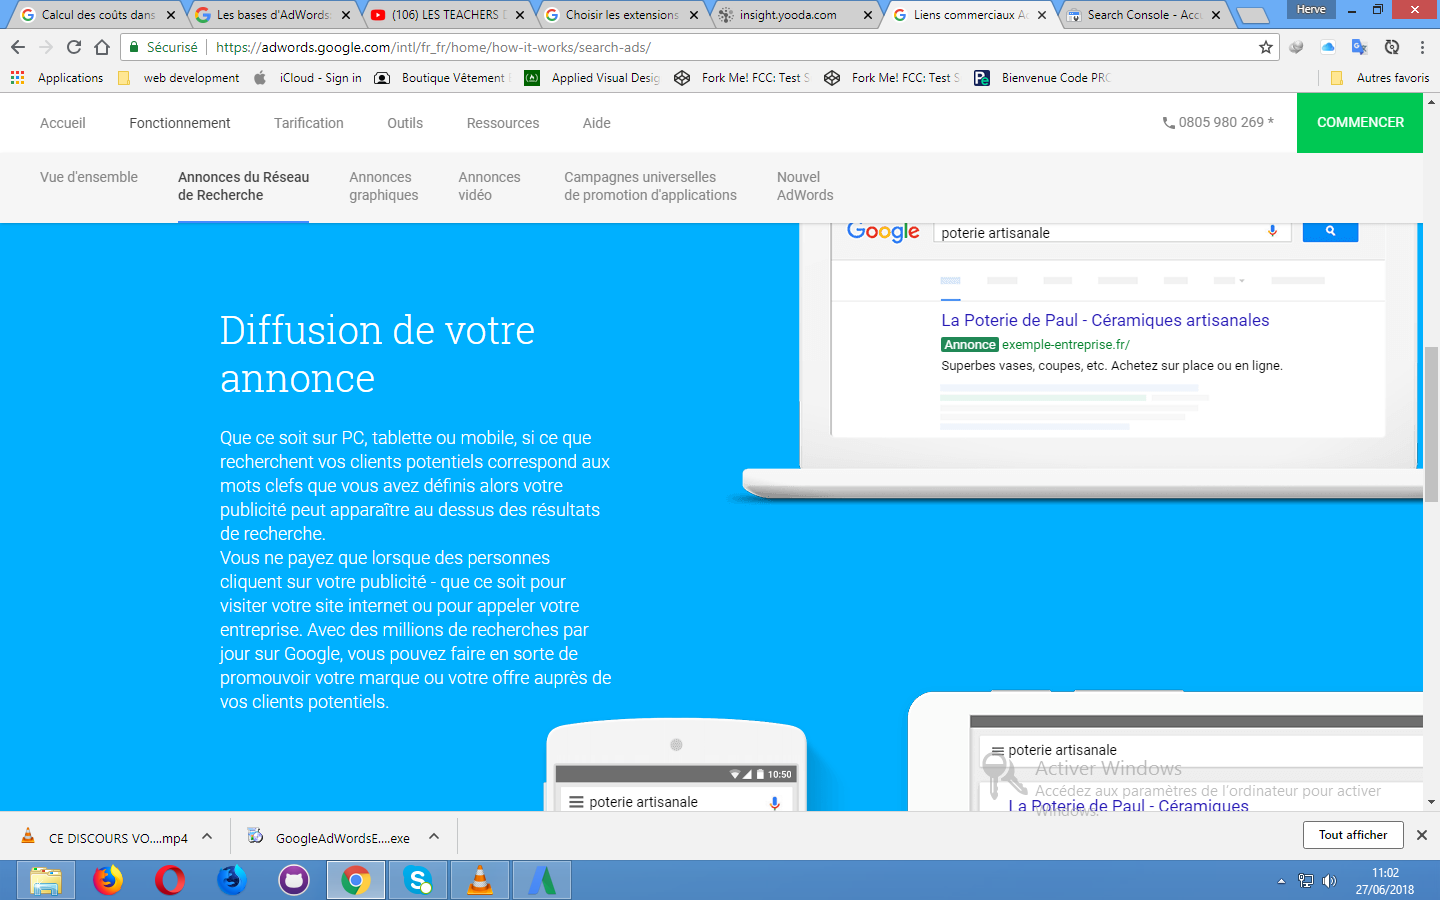 Calcul des coûts dans
Les bases d'AdWords
(106) LES TEACHERS D
Choisir les extensions
insight.yooda.com
Liens commerciaux Ad
Search Console - Accu
Herve
Sécurisé
https://adwords.google.com/intl/fr_fr/home/how-it-works/search-ads/
Applications
web development
iCloud - Sign in
Boutique Vêtement
Applied Visual Desig
Fork Me! FCC: Test S
Fork Me! FCC: Test S
Bienvenue Code PRO
Autres favoris
Accueil
Fonctionnement
Tarification
Outils
Ressources
Aide
0805 980 269 *
COMMENCER
Vue d'ensemble
Annonces du Réseau
de Recherche
Annonces
graphiques
Annonces
vidéo
Campagnes universelles
de promotion d'applications
Nouvel
AdWords
Google
poterie artisanale
La Poterie de Paul - Céramiques artisanales
Annonce exemple-entreprise.fr/
Superbes vases, coupes, etc. Achetez sur place ou en ligne.
Diffusion de votre
annonce
Que ce soit sur PC, tablette ou mobile, si ce que
recherchent vos clients potentiels correspond aux
mots clefs que vous avez définis alors votre
publicité peut apparaître au dessus des résultats
de recherche.
Vous ne payez que lorsque des personnes
cliquent sur votre publicité - que ce soit pour
visiter votre site internet ou pour appeler votre
entreprise. Avec des millions de recherches par
jour sur Google, vous pouvez faire en sorte de
promouvoir votre marque ou votre offre auprès de
vos clients potentiels.
10:50
poterie artisanale
poterie artisanale
La Poterie de Paul - Céramiques
Activer Windows
Accédez aux paramètres de l'ordinateur pour activer
Windows.
CE DISCOURS VO....mp4
GoogleAdWordsE....exe
Tout afficher
11:02
27/06/2018